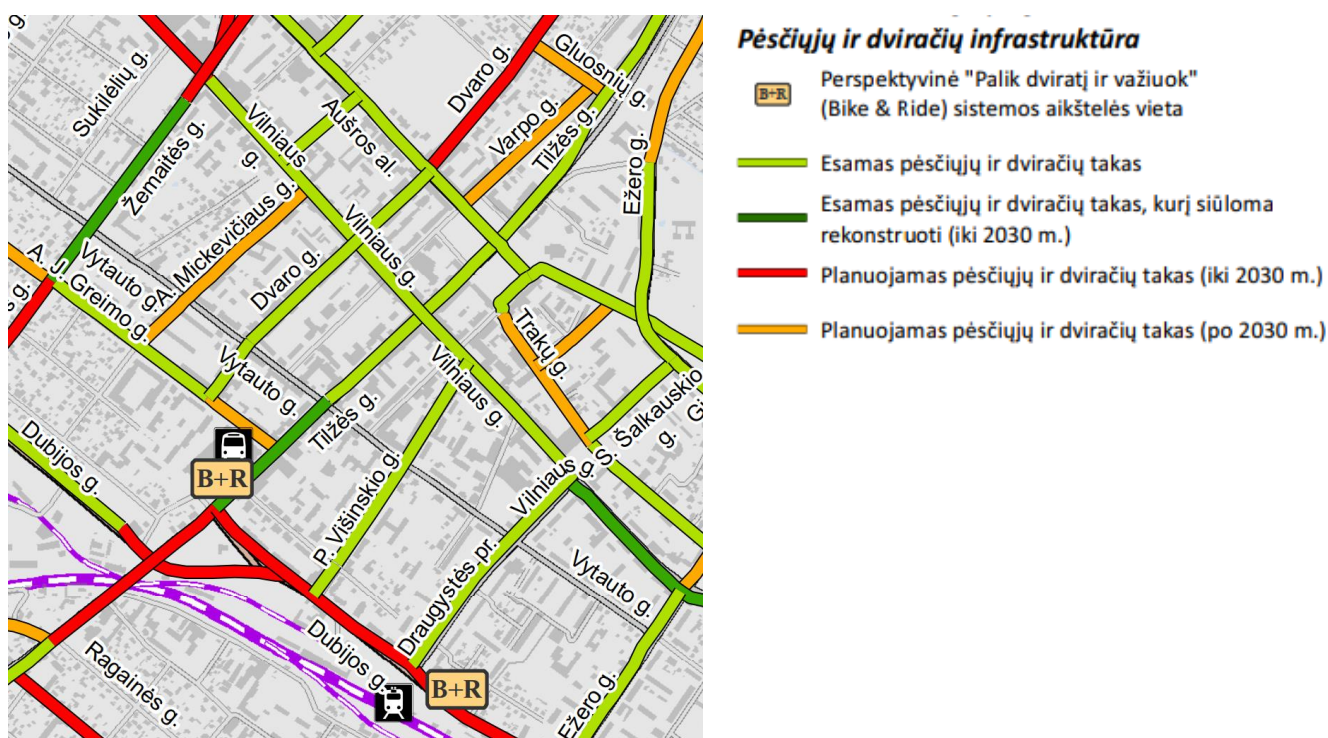 Sukilėlių g.
Žemaitės g.
Vilniaus
g.
Aušros al.
Dvaro g.
Gluosnių g.
Varpo g.
Tilžės g.
Ežero g.
A. J. Greimo g.
Vytauto g.
A. Mickevičiaus g.
Dvaro g.
Vilniaus g.
Trakų g.
Vytauto g.
Tilžės g.
Vilniaus g.
S. Šalkauskio
g.
Dubijos g.
B+R
P. Višinskio g.
Vilniaus g.
Draugystės pr.
Vytauto g.
Dubijos g.
B+R
Ragainės g.
Ežero g.
Pėsčiųjų ir dviračių infrastruktūra
B+R
Perspektyvinė "Palik dviratį ir važiuok"
(Bike & Ride) sistemos aikštelės vieta
Esamas pėsčiųjų ir dviračių takas
Esamas pėsčiųjų ir dviračių takas, kurį siūloma
rekonstruoti (iki 2030 m.)
Planuojamas pėsčiųjų ir dviračių takas (iki 2030 m.)
Planuojamas pėsčiųjų ir dviračių takas (po 2030 m.)